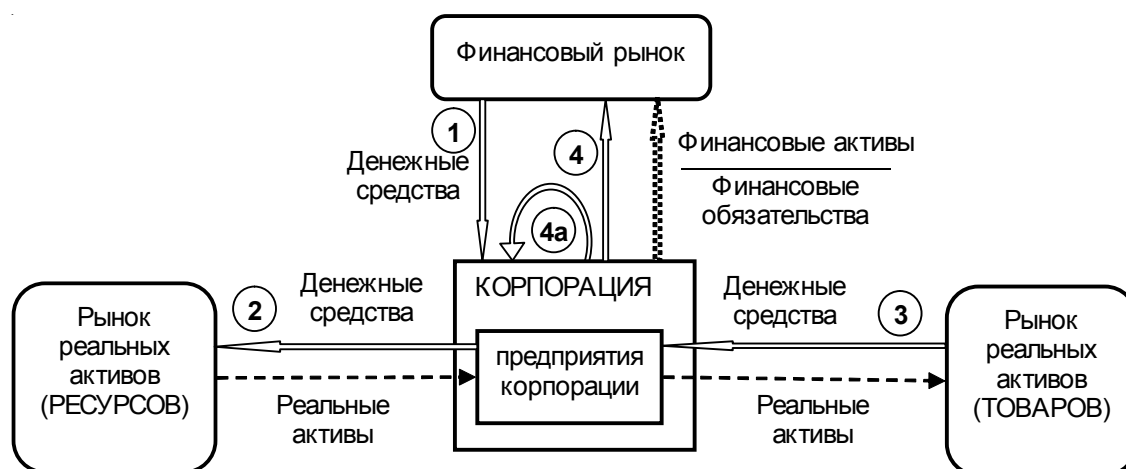 Финансовый рынок
1
Денежные
средства
4
4а
Финансовые активы
Финансовые
обязательства
КОРПОРАЦИЯ
предприятия
корпорации
2
Денежные
средства
Рынок
реальных
активов
(РЕСУРСОВ)
Реальные
активы
Денежные
средства
3
Рынок
реальных
активов
(ТОВАРОВ)
Реальные
активы